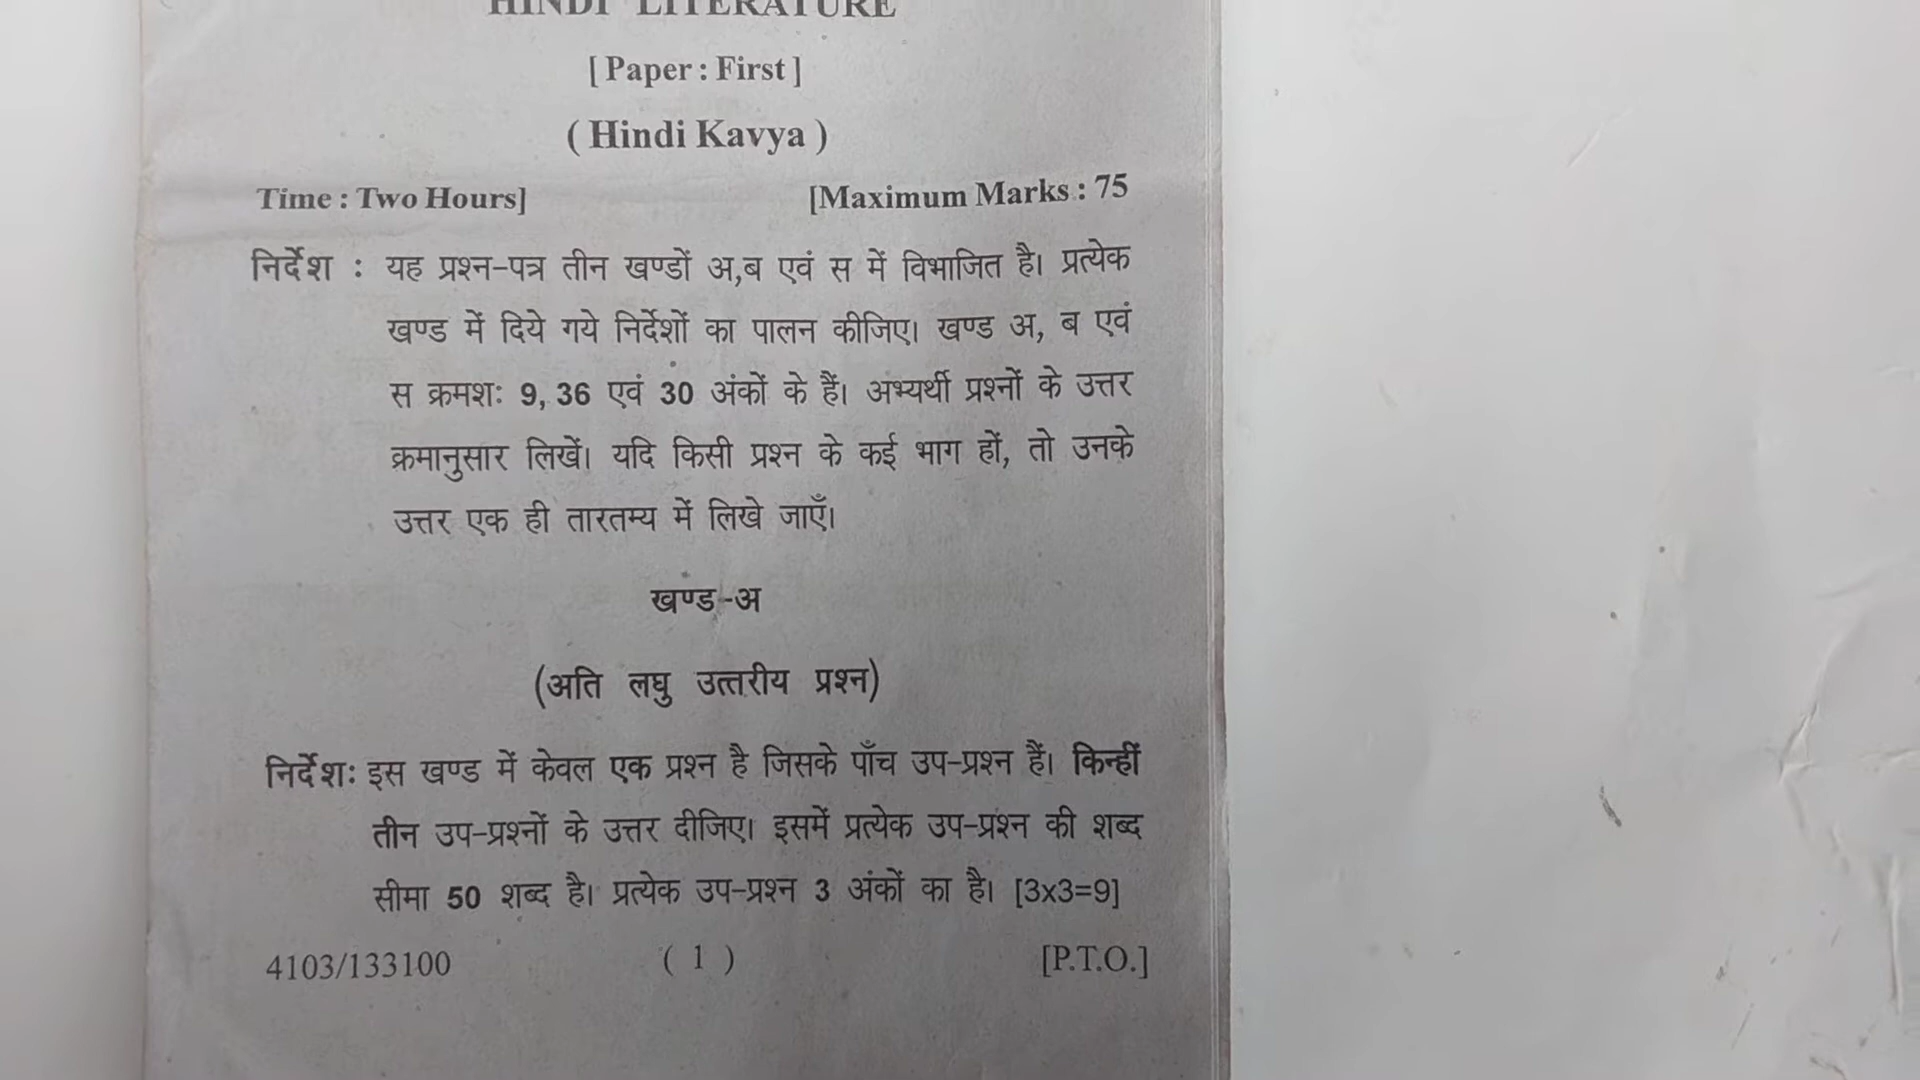 HINDI LITERATURE
[ Paper : First ]
( Hindi Kavya )
Time : Two Hours] [Maximum Marks : 75
निर्देश : यह प्रश्न-पत्र तीन खण्डों अ,ब एवं स में विभाजित है। प्रत्येक
खण्ड में दिये गये निर्देशों का पालन कीजिए। खण्ड अ, ब एवं
स क्रमशः 9, 36 एवं 30 अंकों के हैं। अभ्यर्थी प्रश्नों के उत्तर
क्रमानुसार लिखें। यदि किसी प्रश्न के कई भाग हों, तो उनके
उत्तर एक ही तारतम्य में लिखे जाएँ।
खण्ड-अ
(अति लघु उत्तरीय प्रश्न)
निर्देशः इस खण्ड में केवल एक प्रश्न है जिसके पाँच उप-प्रश्न हैं। किन्हीं
तीन उप-प्रश्नों के उत्तर दीजिए। इसमें प्रत्येक उप-प्रश्न की शब्द
सीमा 50 शब्द है। प्रत्येक उप-प्रश्न 3 अंकों का है। [3x3=9]
4103/133100 ( 1 ) [P.T.O.]